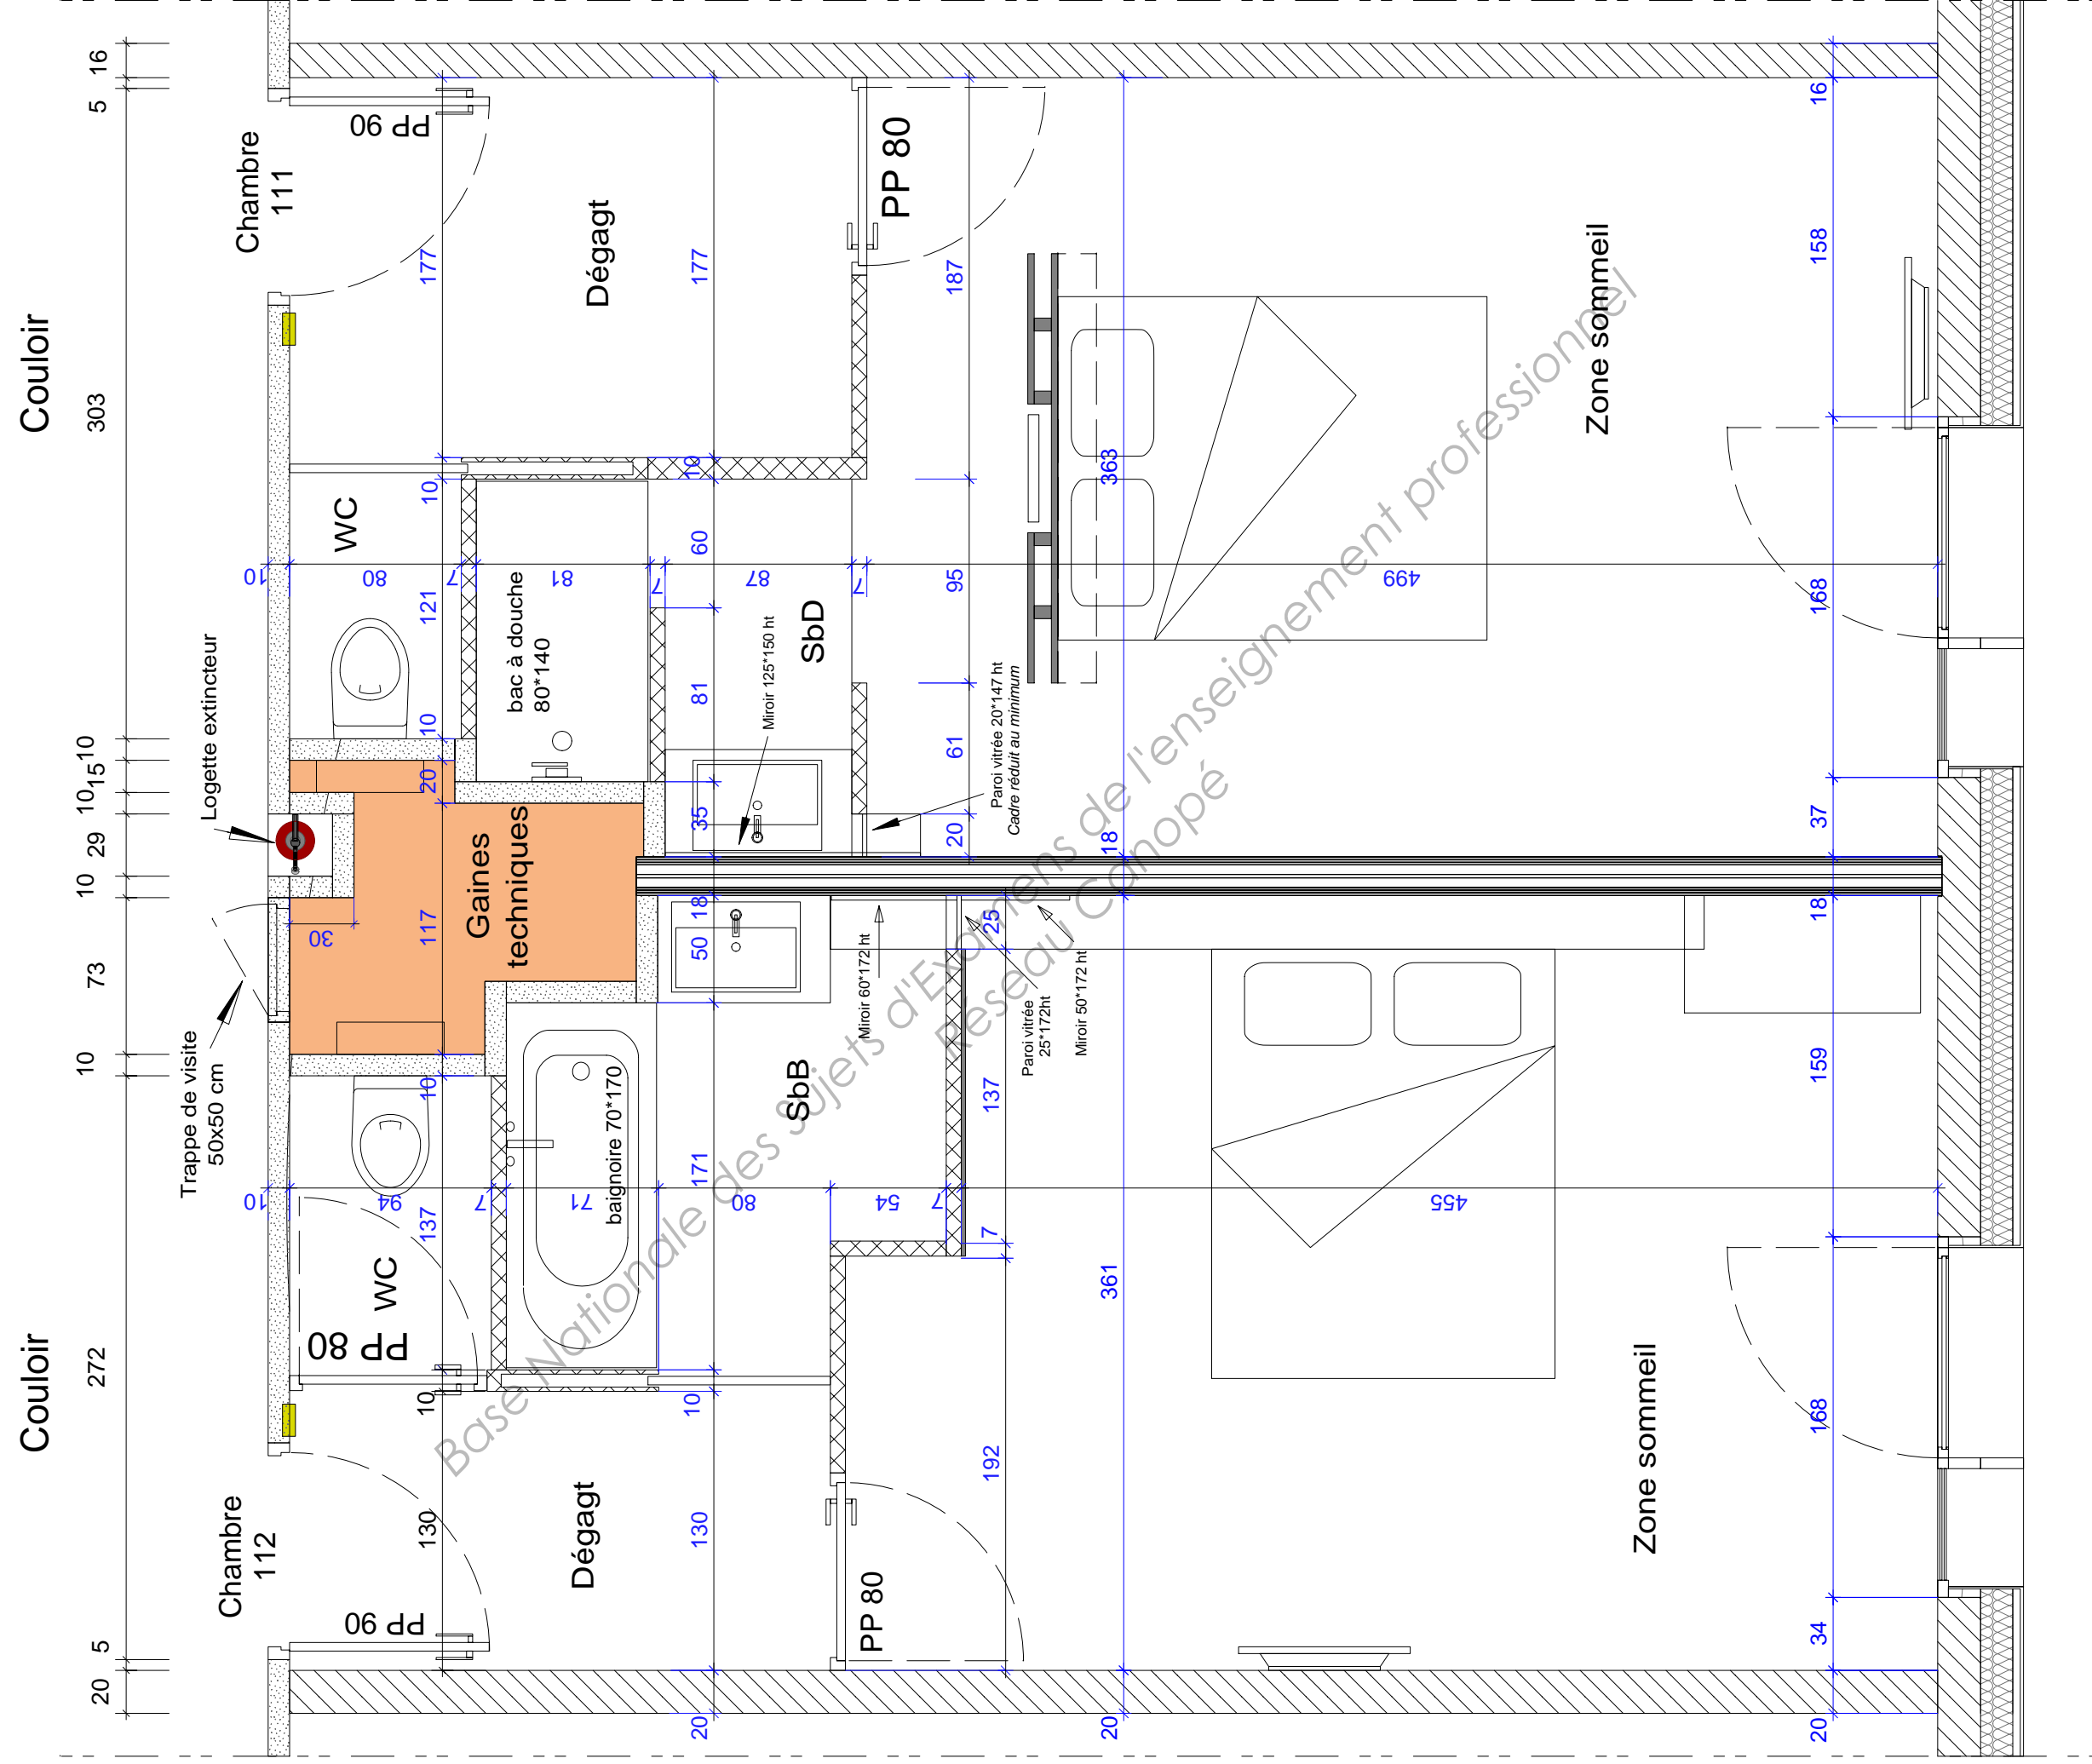 Couloir
Couloir
20
5
272
10
73
10
29
10
15
10
303
5
16
Chambre
112
Trappe de visite
50x50 cm
Logette extincteur
Chambre
111
10
94
7
71
80
54
7
455
10
80
7
81
7
87
7
499
30
PP 90
PP 80
WC
WC
PP 90
130
10
137
10
117
20
10
121
10
177
Gaines
techniques
bac à douche
80*140
baignoire 70*170
Dégagt
Dégagt
20
130
10
171
50
18
35
81
60
10
177
Miroir 125*150 ht
SbB
SbD
PP 80
PP 80
Miroir 60*172 ht
20
61
95
187
192
7
137
25
Paroi vitrée 20*147 ht
Cadre réduit au minimum
Paroi vitrée
25*172ht
Miroir 50*172 ht
20
361
18
363
Zone sommeil
Zone sommeil
20
34
168
159
18
37
168
158
16
Base Nationale des Sujets d'Examens de l'enseignement professionnel
Réseau Canopé